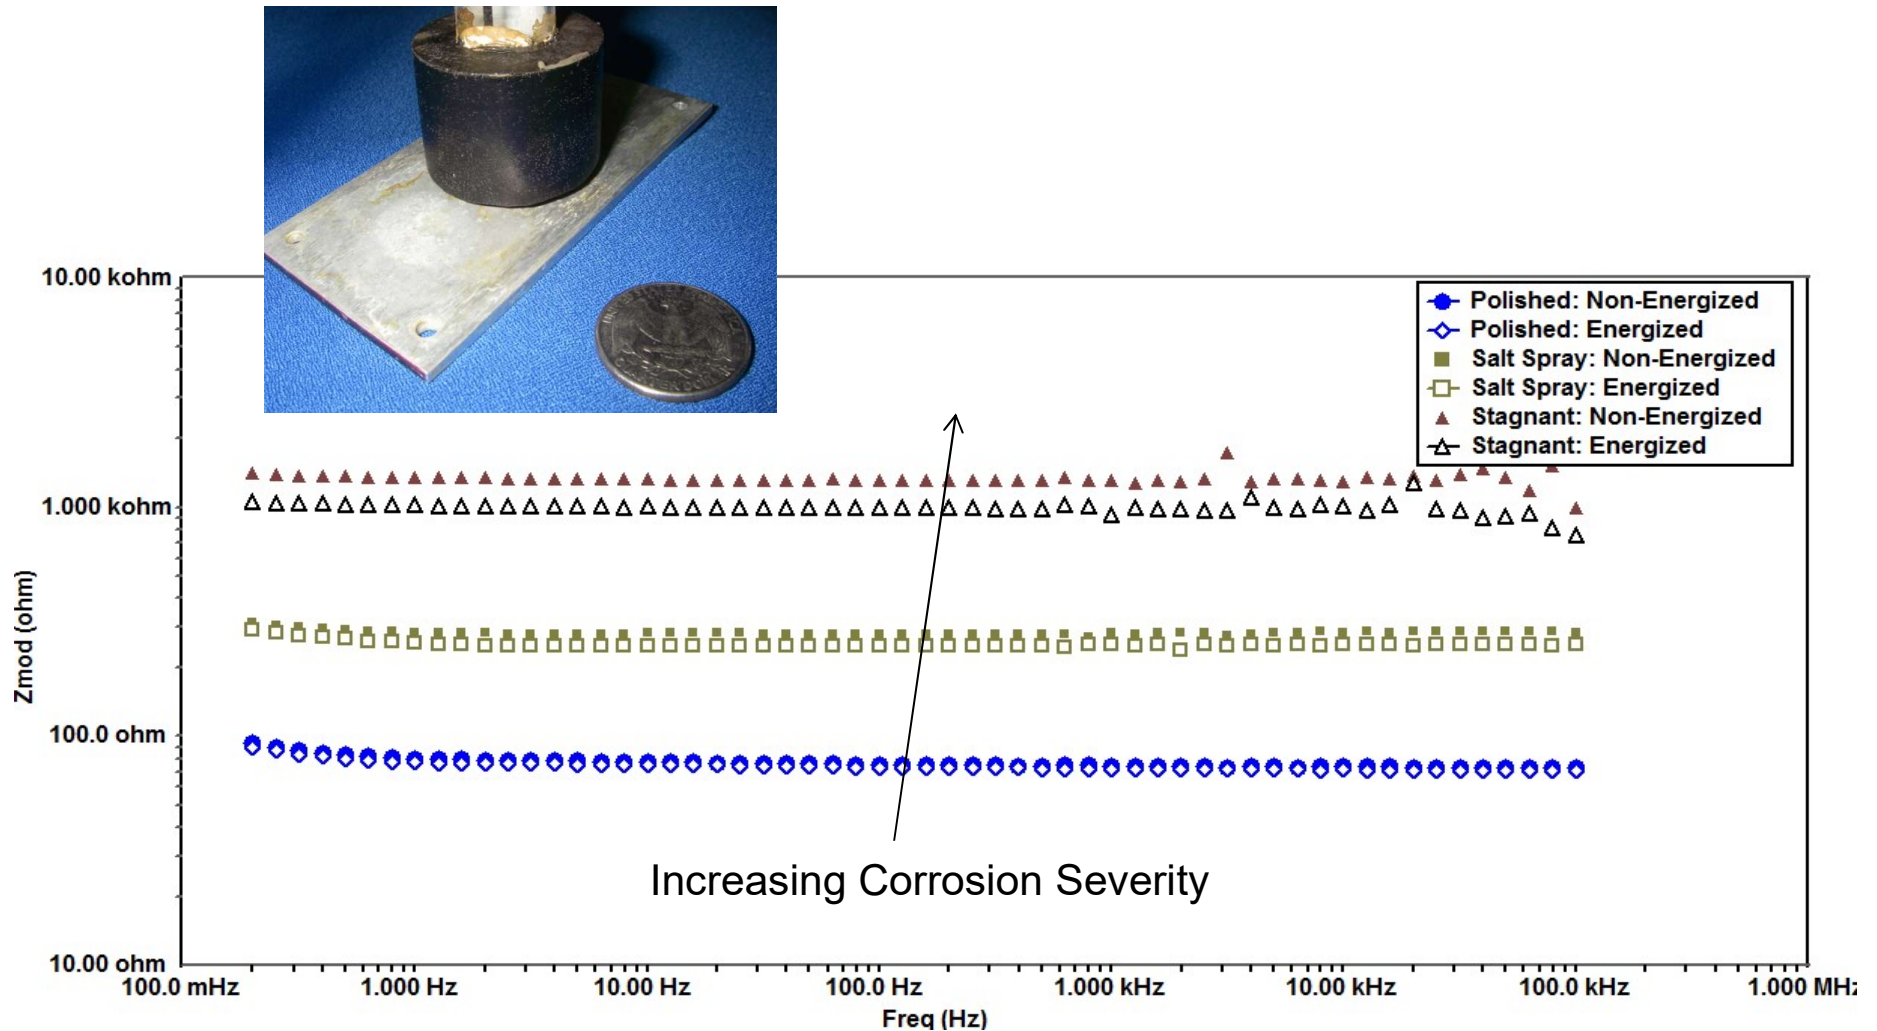 10.00 kohm
1.000 kohm
100.0 ohm
10.00 ohm
Zmod (ohm)
Polished: Non-Energized
Polished: Energized
Salt Spray: Non-Energized
Salt Spray: Energized
Stagnant: Non-Energized
Stagnant: Energized
Increasing Corrosion Severity
100.0 mHz 1.000 Hz 10.00 Hz 100.0 Hz 1.000 kHz 10.00 kHz 100.0 kHz 1.000 MHz
Freq (Hz)